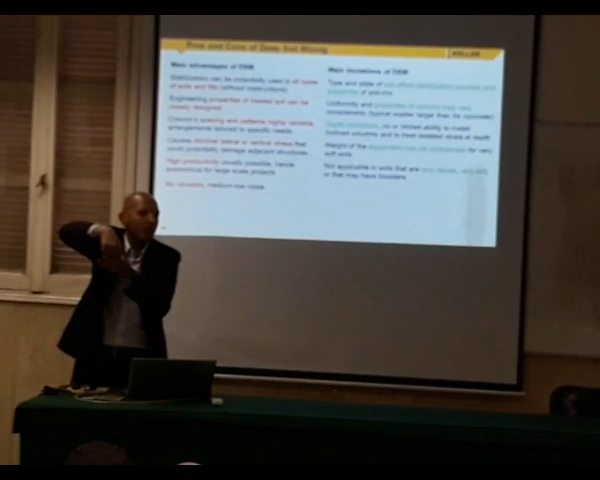 Pros and Cons of Deep Soil Mixing
KELLER
Main advantages of DSM
Stabilization can be potentially used in all types
of soils and fills (without obstructions)
Engineering properties of treated soil can be
closely designed
Column's spacing and patterns highly variable,
arrangements tailored to specific needs
Causes minimal lateral or vertical stress that
could potentially damage adjacent structures
High productivity usually possible, hence
economical for large scale projects
No vibration, medium-low noise
Main limitations of DSM
Type and state of soil affect stabilization process and
properties of soil-mix
Uniformity and properties of columns may vary
considerably (typical scatter larger than for concrete)
Depth limitations, no or limited ability to install
inclined columns and to treat isolated strata at depth
Weight of the equipment may be problematic for very
soft soils
Not applicable in soils that are very dense, very stiff
or that may have boulders